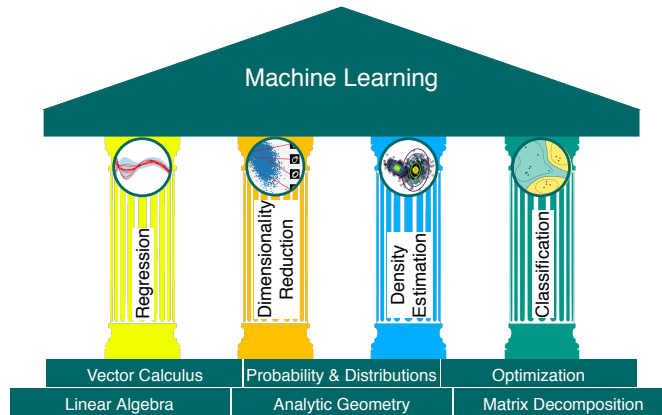 Machine Learning
Regression
Dimensionality
Reduction
Density
Estimation
Classification
Vector Calculus
Probability & Distributions
Optimization
Linear Algebra
Analytic Geometry
Matrix Decomposition